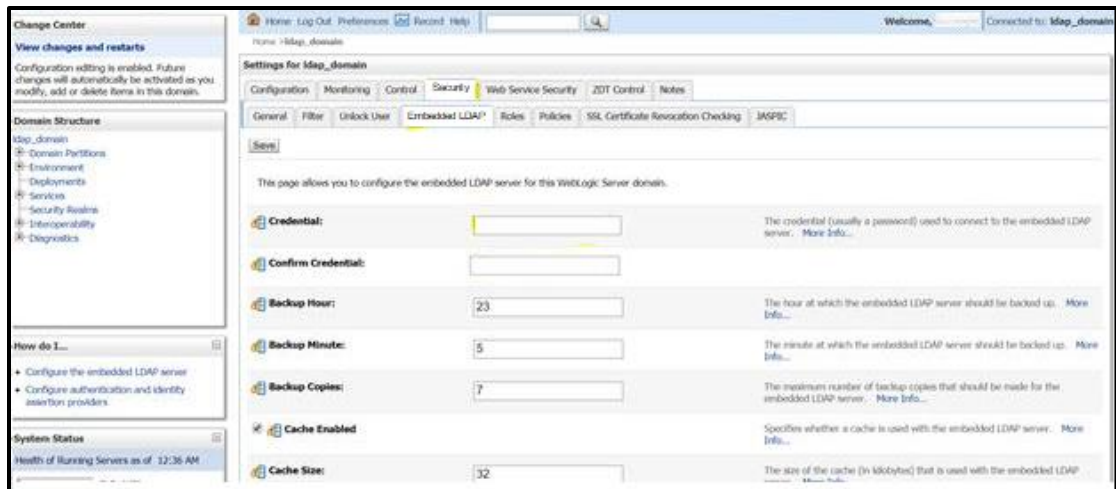 Change Center
View changes and restarts
Configuration editing is enabled. Future
changes will automatically be activated as you
modify, add or delete items in this domain.
Domain Structure
ldap_domain
Domain Partitions
Environment
Deployments
Services
Security Realms
Interoperability
Diagnostics
How do I...
Configure the embedded LDAP server
Configure authentication and identity
assertion providers
System Status
Health of Running Servers as of 12:36 AM
Home Log Out Preferences Record Help
Welcome, Connected to: ldap_domain
Home >ldap_domain
Settings for ldap_domain
Configuration Monitoring Control Security Web Service Security ZDT Control Notes
General Filter Unlock User Embedded LDAP Roles Policies SSL Certificate Revocation Checking JASPIC
Save
This page allows you to configure the embedded LDAP server for this WebLogic Server domain.
Credential:
The credential (usually a password) used to connect to the embedded LDAP
server. More Info...
Confirm Credential:
Backup Hour: 23
The hour at which the embedded LDAP server should be backed up. More
Info...
Backup Minute: 5
The minute at which the embedded LDAP server should be backed up. More
Info...
Backup Copies: 7
The maximum number of backup copies that should be made for the
embedded LDAP server. More Info...
Cache Enabled
Specifies whether a cache is used with the embedded LDAP server. More
Info...
Cache Size: 32
The size of the cache (in kilobytes) that is used with the embedded LDAP
server. More Info...